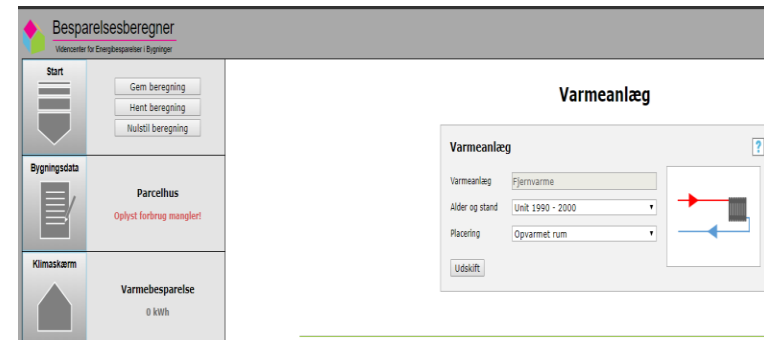 Besparelsesberegner
Videncenter for Energibesparelser i Bygninger
Start
Gem beregning
Hent beregning
Nulstil beregning
Bygningsdata
Parcelhus
Oplyst forbrug mangler!
Klimaskærm
Varmebesparelse
0 kWh
Varmeanlæg
Varmeanlæg
?
Varmeanlæg Fjernvarme
Alder og stand Unit 1990 - 2000
Placering Opvarmet rum
Udskift